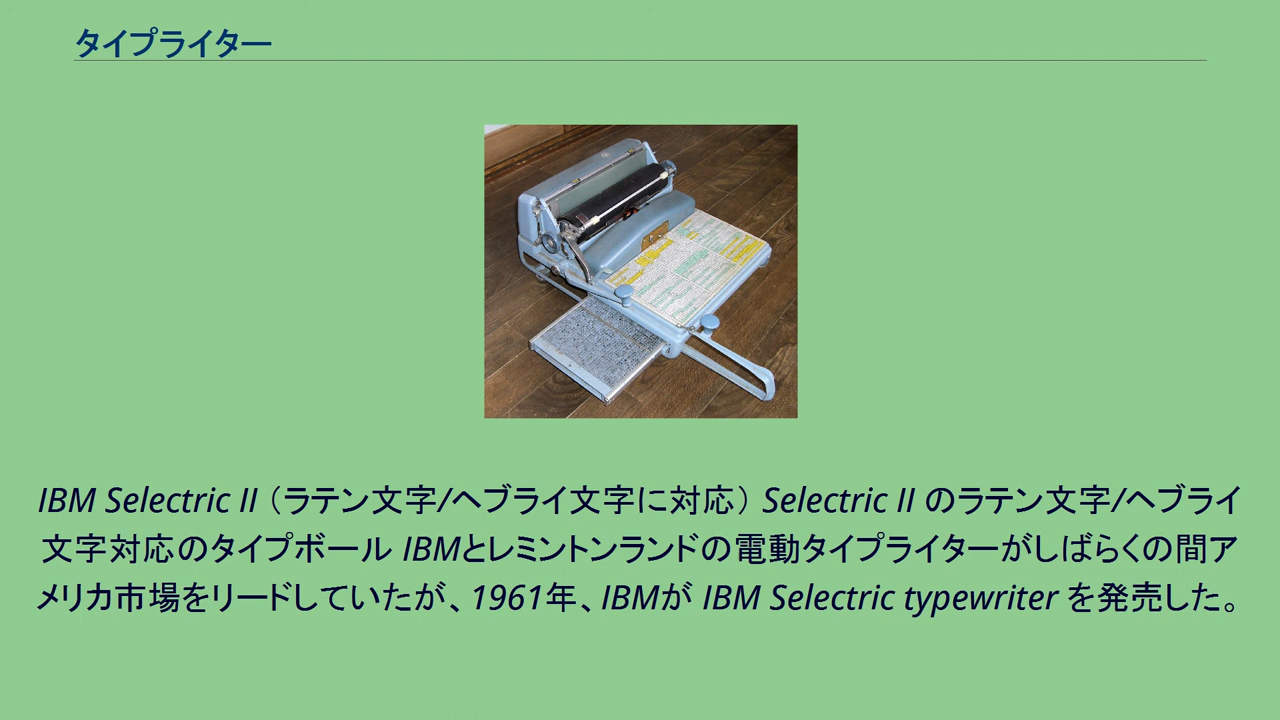 タイプライター
IBM Selectric II （ラテン文字/ヘブライ文字に対応） Selectric II のラテン文字/ヘブライ
文字対応のタイプボール IBMとレミントンランドの電動タイプライターがしばらくの間ア
メリカ市場をリードしていたが、1961年、IBMが IBM Selectric typewriter を発売した。